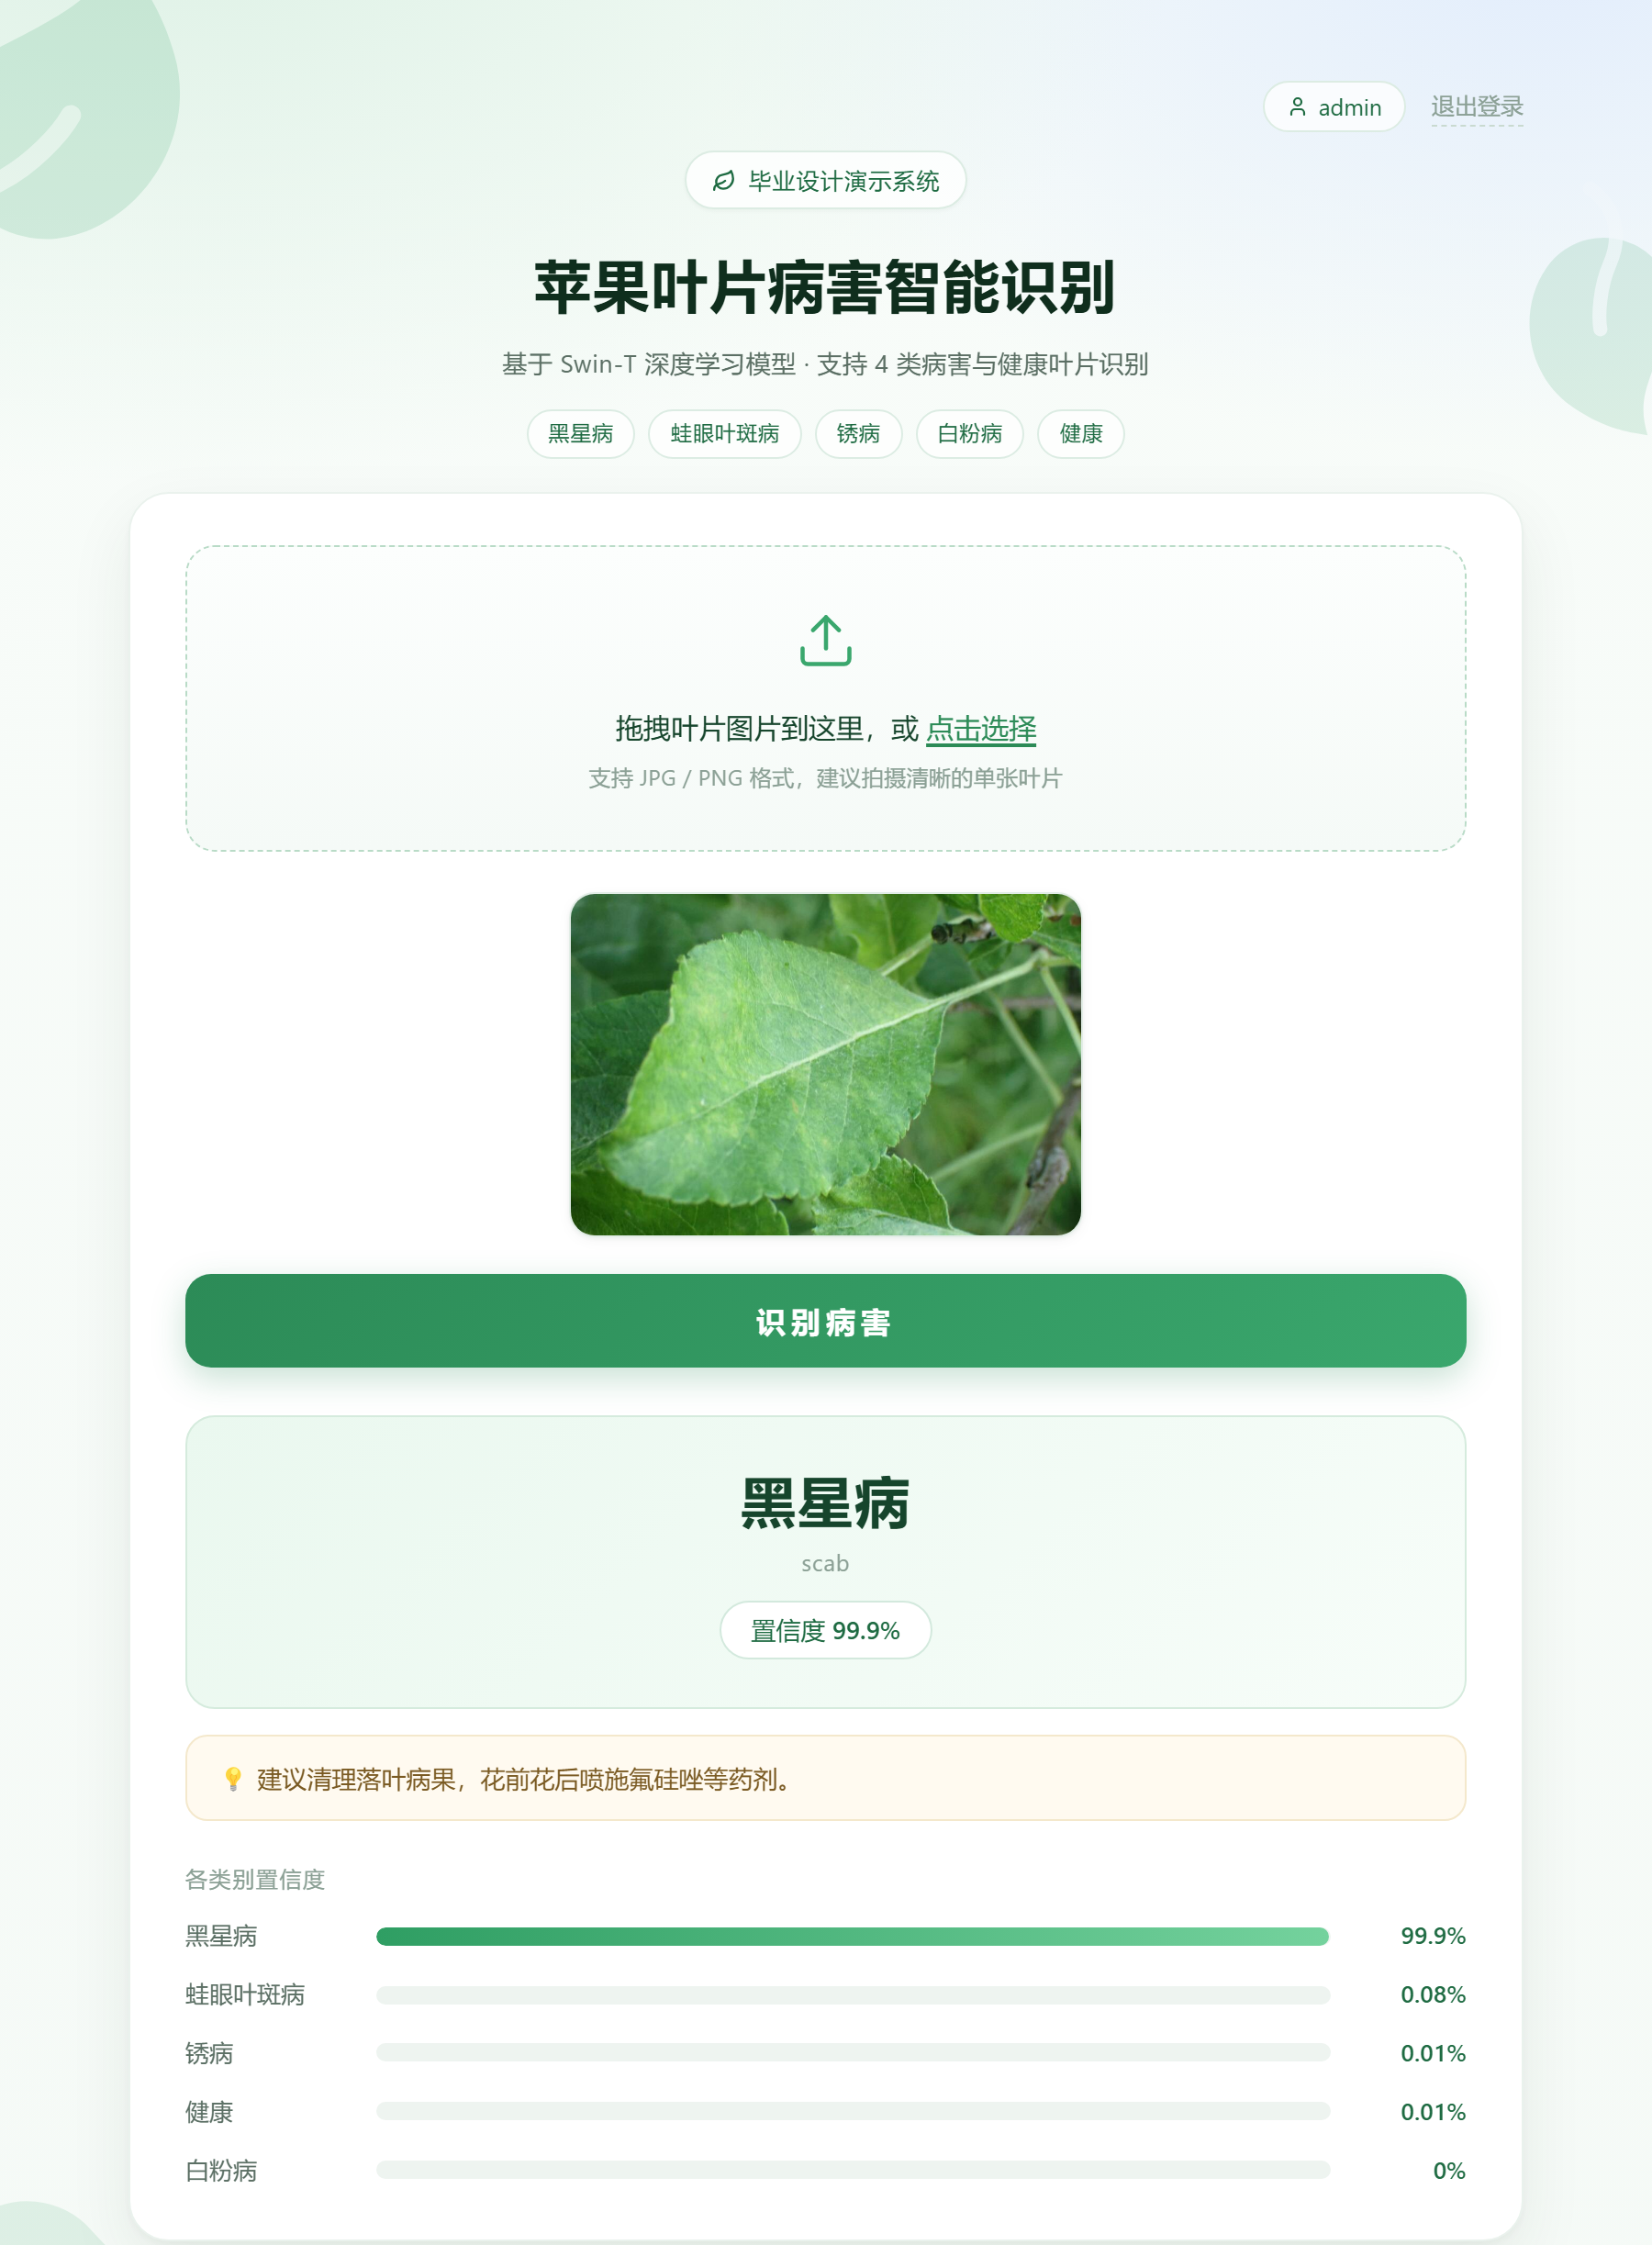 admin 退出登录
毕业设计演示系统
苹果叶片病害智能识别
基于 Swin-T 深度学习模型 · 支持 4 类病害与健康叶片识别
黑星病 蛙眼叶斑病 锈病 白粉病 健康
拖拽叶片图片到这里，或 点击选择
支持 JPG / PNG 格式，建议拍摄清晰的单张叶片
识别病害
黑星病
scab
置信度 99.9%
💡 建议清理落叶病果，花前花后喷施氟硅唑等药剂。
各类别置信度
黑星病 99.9%
蛙眼叶斑病 0.08%
锈病 0.01%
健康 0.01%
白粉病 0%